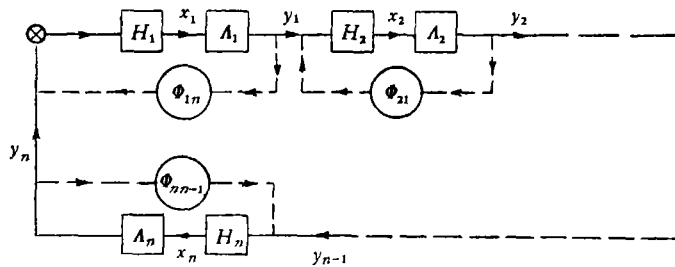 H₁ x₁ Λ₁ y₁ H₂ x₂ Λ₂ y₂
Φ₁ₙ Φ₂₁
yₙ
Φₙₙ₋₁
Λₙ xₙ Hₙ yₙ₋₁